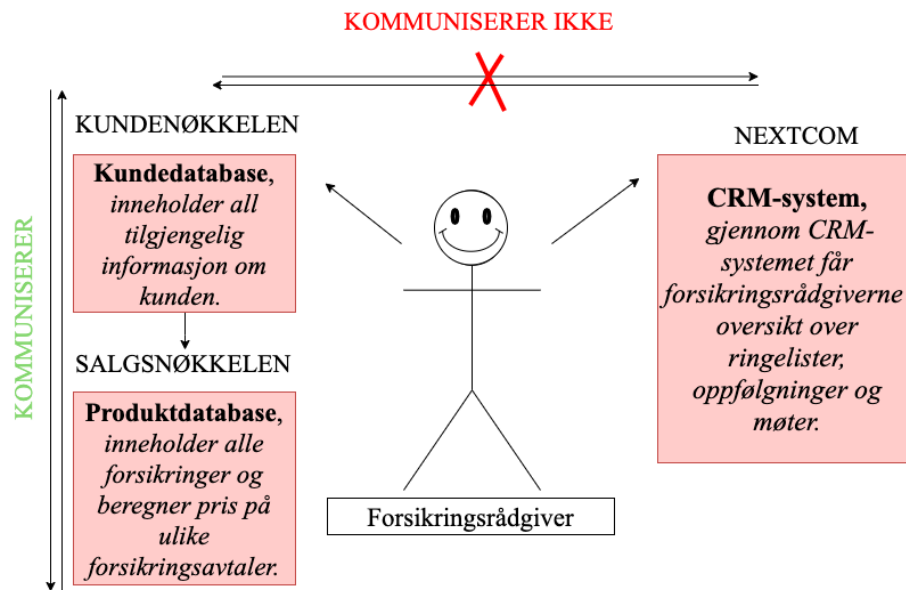 KOMMUNISERER IKKE
KOMMUNISERER
KUNDENØKKELEN
Kundedatabase,
inneholder all
tilgjengelig
informasjon om
kunden.
SALGSNØKKELEN
Produktdatabase,
inneholder alle
forsikringer og
beregner pris på
ulike
forsikringsavtaler.
Forsikringsrådgiver
NEXTCOM
CRM-system,
gjennom CRM-
systemet får
forsikringsrådgiverne
oversikt over
ringelister,
oppfølgninger og
møter.